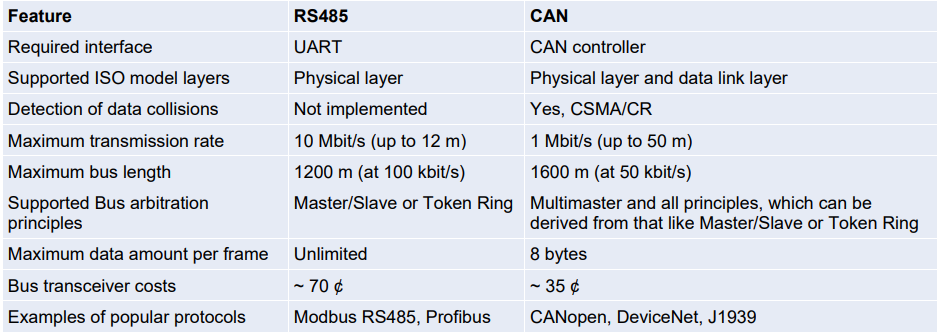 Feature RS485 CAN
Required interface UART CAN controller
Supported ISO model layers Physical layer Physical layer and data link layer
Detection of data collisions Not implemented Yes, CSMA/CR
Maximum transmission rate 10 Mbit/s (up to 12 m) 1 Mbit/s (up to 50 m)
Maximum bus length 1200 m (at 100 kbit/s) 1600 m (at 50 kbit/s)
Supported Bus arbitration Master/Slave or Token Ring Multimaster and all principles, which can be
principles derived from that like Master/Slave or Token Ring
Maximum data amount per frame Unlimited 8 bytes
Bus transceiver costs ~ 70 ¢ ~ 35 ¢
Examples of popular protocols Modbus RS485, Profibus CANopen, DeviceNet, J1939